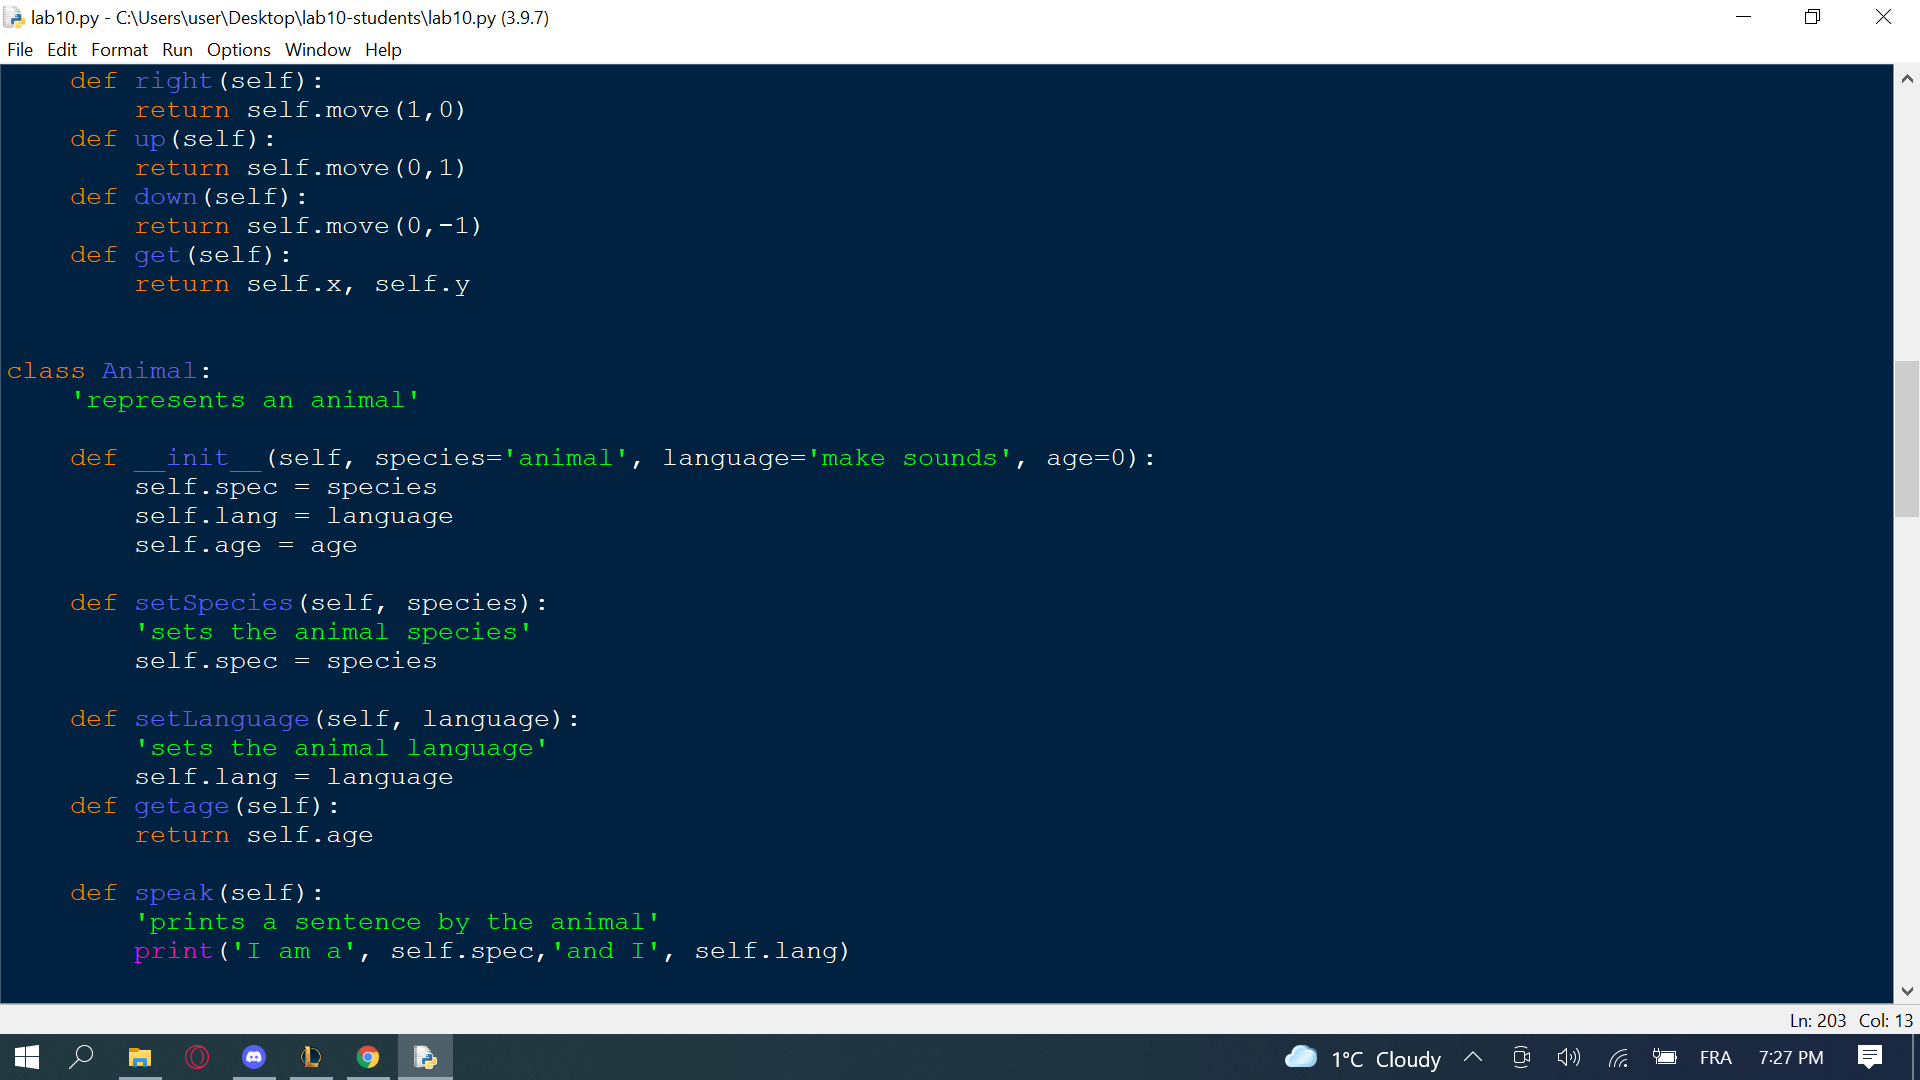 lab10.py - C:\Users\user\Desktop\lab10-students\lab10.py (3.9.7)
File Edit Format Run Options Window Help
    def right(self):
        return self.move(1,0)
    def up(self):
        return self.move(0,1)
    def down(self):
        return self.move(0,-1)
    def get(self):
        return self.x, self.y
class Animal:
    'represents an animal'
    def __init__(self, species='animal', language='make sounds', age=0):
        self.spec = species
        self.lang = language
        self.age = age
    def setSpecies(self, species):
        'sets the animal species'
        self.spec = species
    def setLanguage(self, language):
        'sets the animal language'
        self.lang = language
    def getage(self):
        return self.age
    def speak(self):
        'prints a sentence by the animal'
        print('I am a', self.spec,'and I', self.lang)
Ln: 203 Col: 13
1°C Cloudy FRA 7:27 PM